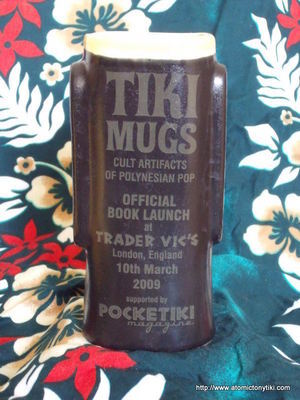 TIKI
MUGS
CULT ARTIFACTS
OF POLYNESIAN POP
OFFICIAL
BOOK LAUNCH
at
TRADER VIC'S
London, England
10th March
2009
supported by
POCKETIKI
magazine
http://www.atomictonytiki.com/